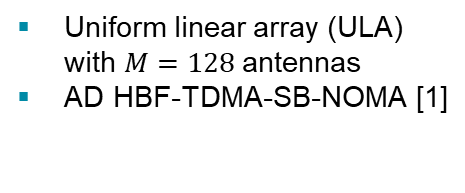 ▪ Uniform linear array (ULA)
with M = 128 antennas
▪ AD HBF-TDMA-SB-NOMA [1]